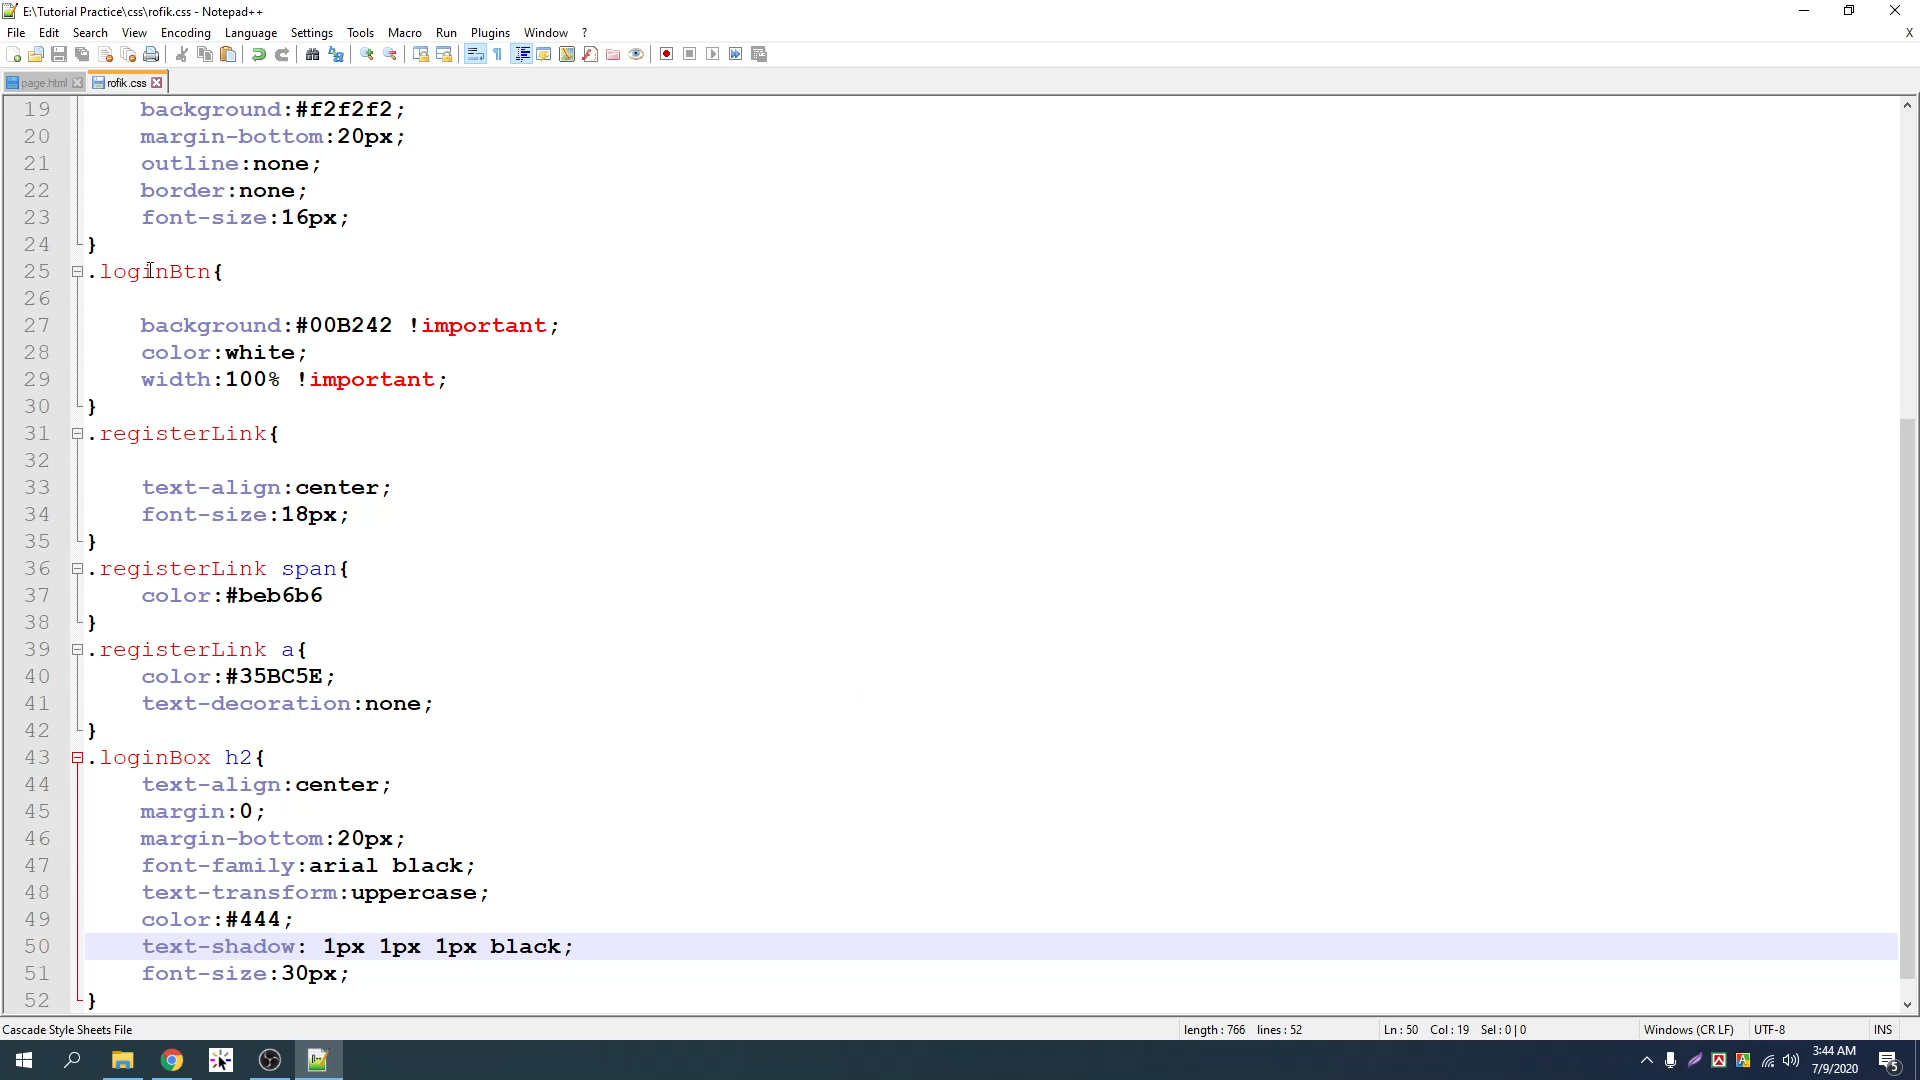 E:\Tutorial Practice\css\rofik.css - Notepad++
File Edit Search View Encoding Language Settings Tools Macro Run Plugins Window ? X
page.html rofik.css
19 background:#f2f2f2;
20 margin-bottom:20px;
21 outline:none;
22 border:none;
23 font-size:16px;
24 }
25 .loginBtn{
26
27 background:#00B242 !important;
28 color:white;
29 width:100% !important;
30 }
31 .registerLink{
32
33 text-align:center;
34 font-size:18px;
35 }
36 .registerLink span{
37 color:#beb6b6
38 }
39 .registerLink a{
40 color:#35BC5E;
41 text-decoration:none;
42 }
43 .loginBox h2{
44 text-align:center;
45 margin:0;
46 margin-bottom:20px;
47 font-family:arial black;
48 text-transform:uppercase;
49 color:#444;
50 text-shadow: 1px 1px 1px black;
51 font-size:30px;
52 }
Cascade Style Sheets File length : 766 lines : 52 Ln : 50 Col : 19 Sel : 0 | 0 Windows (CR LF) UTF-8 INS
3:44 AM
7/9/2020
5